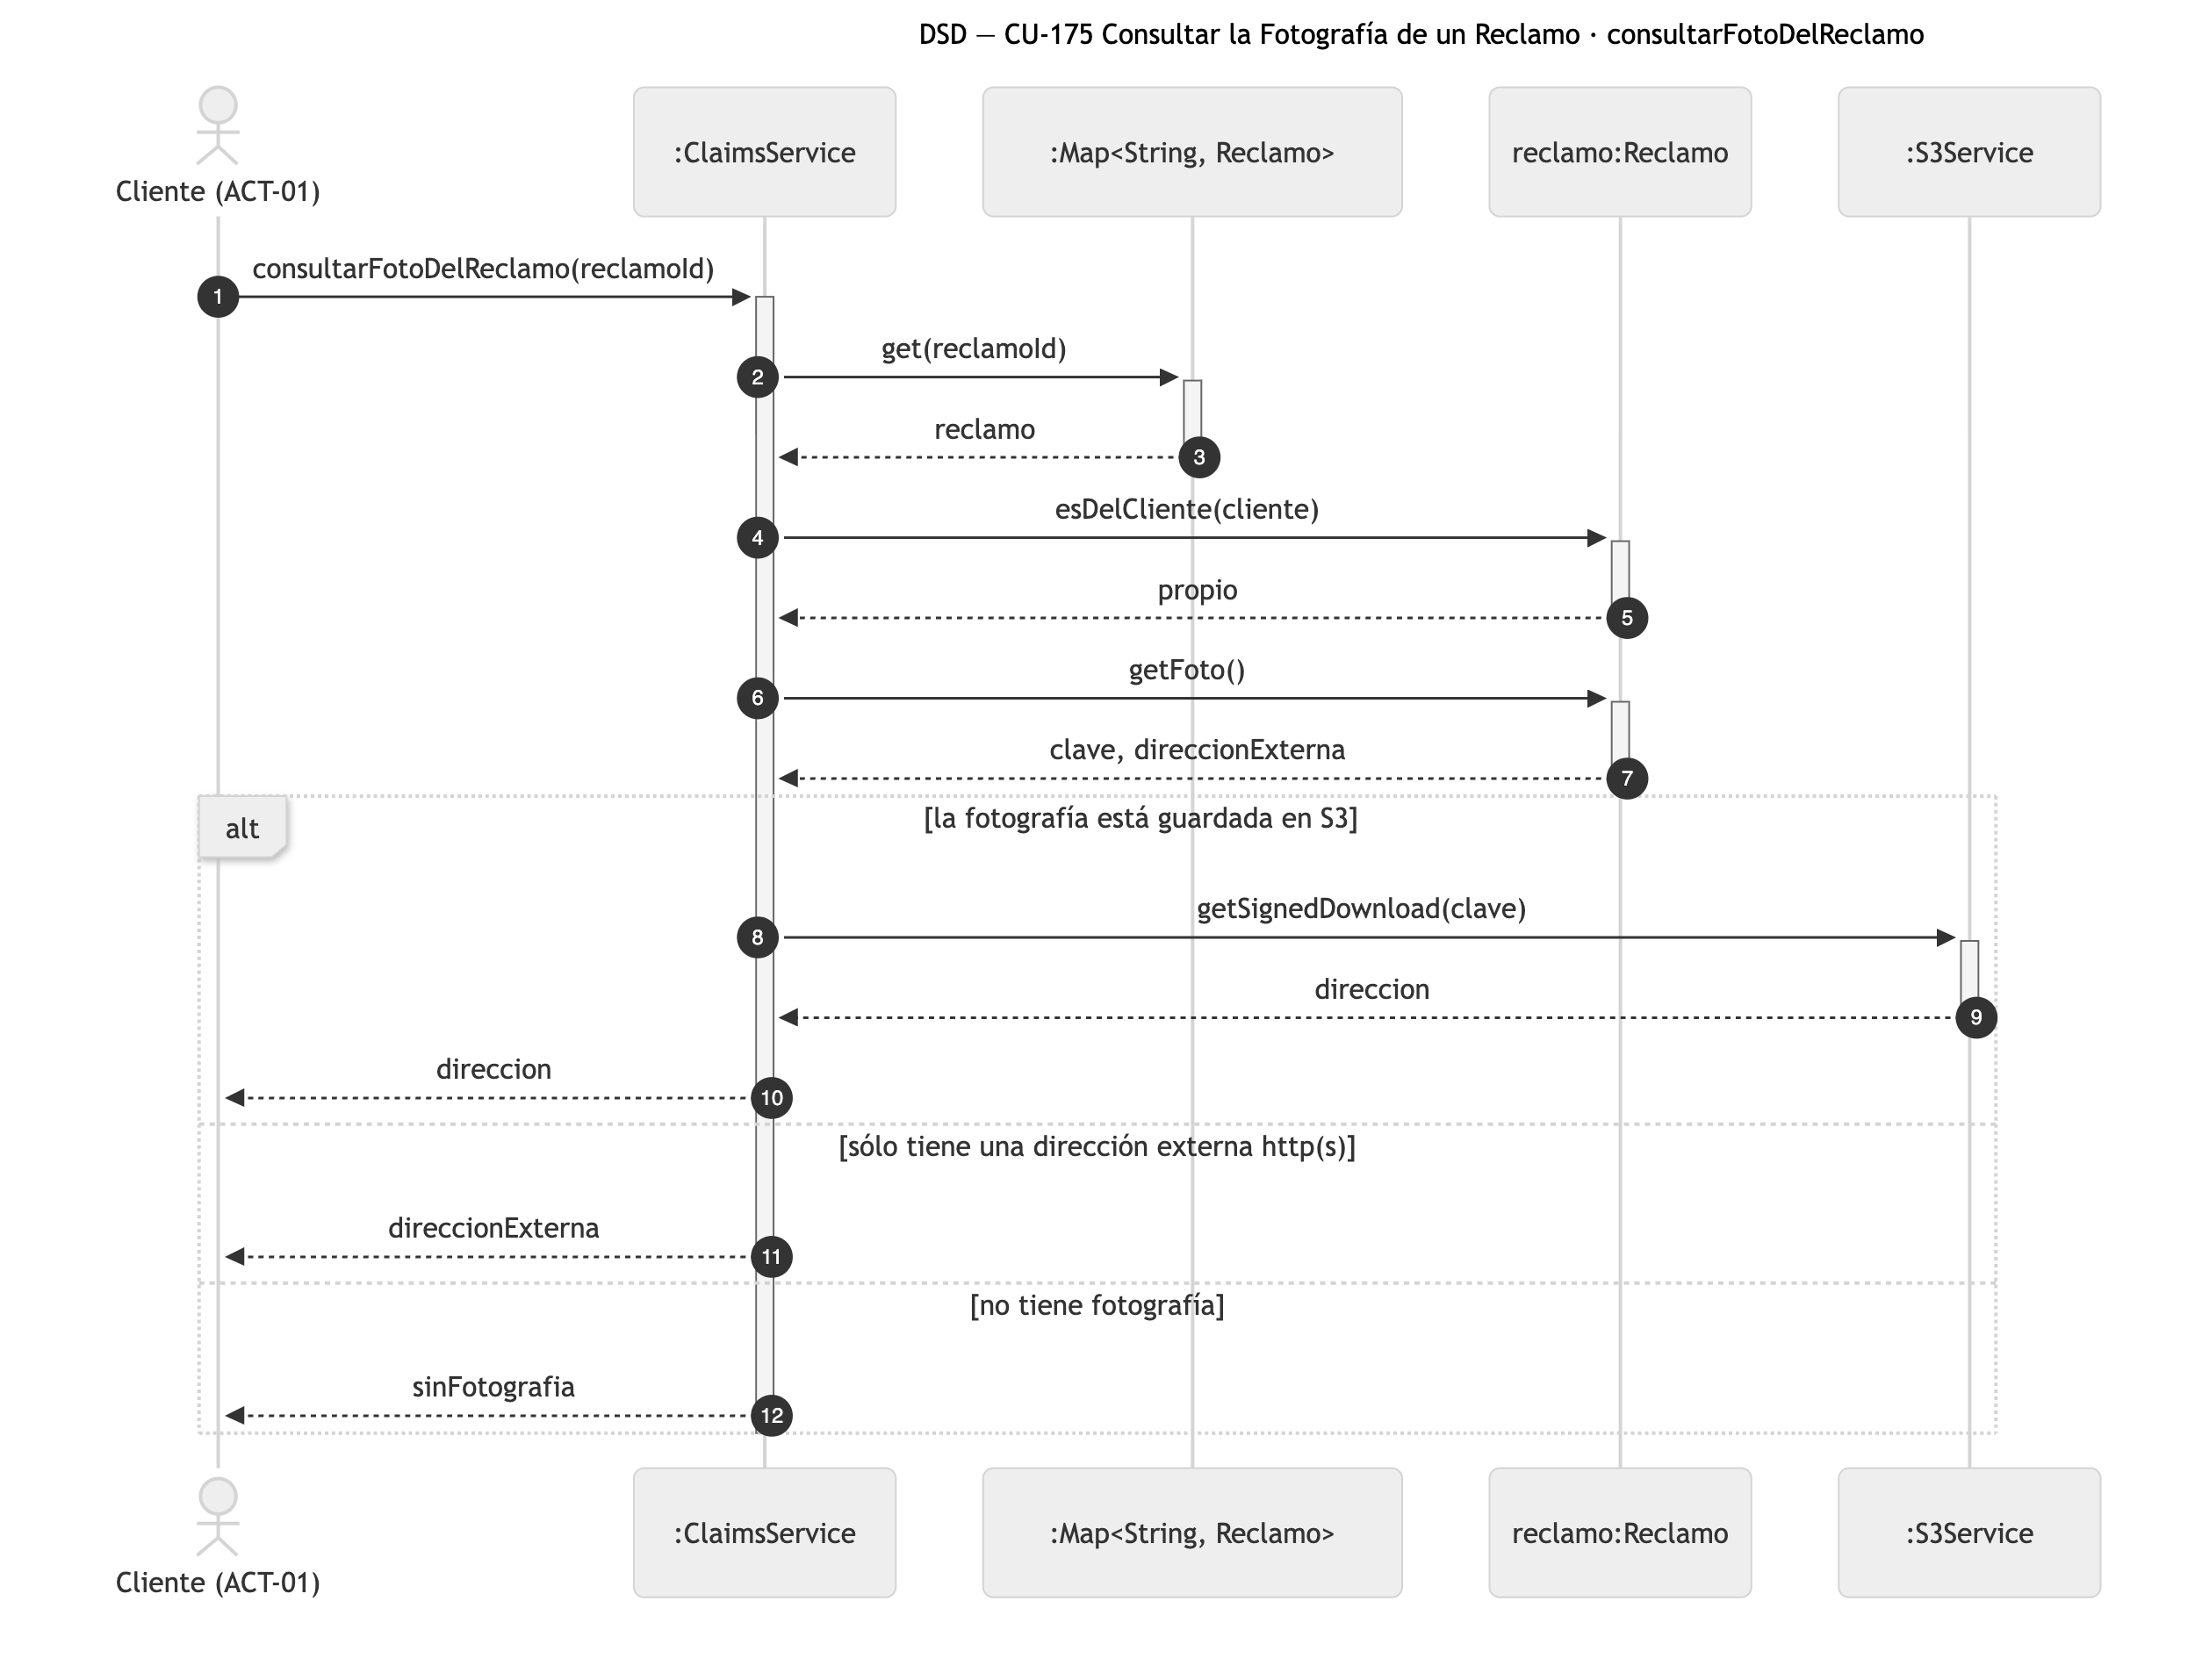 DSD — CU-175 Consultar la Fotografía de un Reclamo · consultarFotoDelReclamo
Cliente (ACT-01)
:ClaimsService
:Map<String, Reclamo>
reclamo:Reclamo
:S3Service
consultarFotoDelReclamo(reclamoId)
1
get(reclamoId)
2
reclamo
3
esDelCliente(cliente)
4
propio
5
getFoto()
6
clave, direccionExterna
7
alt
[la fotografía está guardada en S3]
getSignedDownload(clave)
8
direccion
9
direccion
10
[sólo tiene una dirección externa http(s)]
direccionExterna
11
[no tiene fotografía]
sinFotografia
12
Cliente (ACT-01)
:ClaimsService
:Map<String, Reclamo>
reclamo:Reclamo
:S3Service